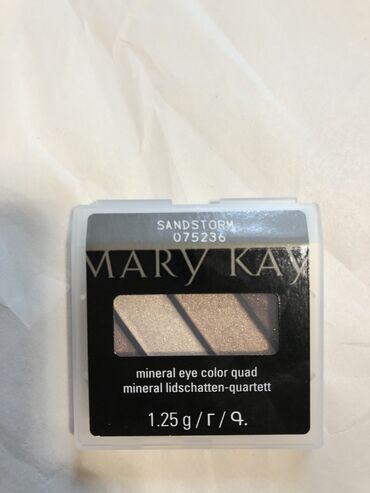 SANDSTORM
075236
MARY KAY
mineral eye color quad
mineral lidschatten-quartett
1.25 g / г / գ.